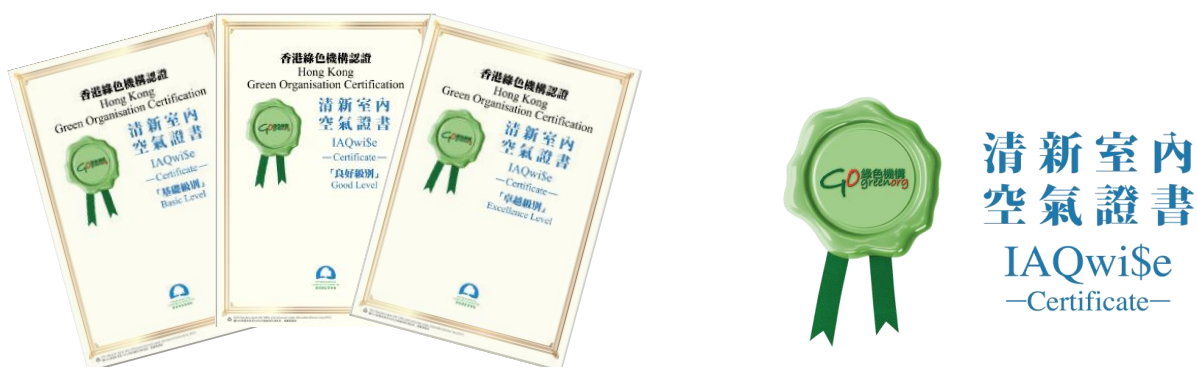 香港綠色機構認證
Hong Kong
Green Organisation Certification
清新室內
空氣證書
IAQwi$e
—Certificate—
「基礎級別」
Basic Level
香港綠色機構認證
Hong Kong
Green Organisation Certification
清新室內
空氣證書
IAQwi$e
—Certificate—
「良好級別」
Good Level
香港綠色機構認證
Hong Kong
Green Organisation Certification
清新室內
空氣證書
IAQwi$e
—Certificate—
「卓越級別」
Excellence Level
GO 綠色機構
greenorg
清新室內
空氣證書
IAQwi$e
—Certificate—